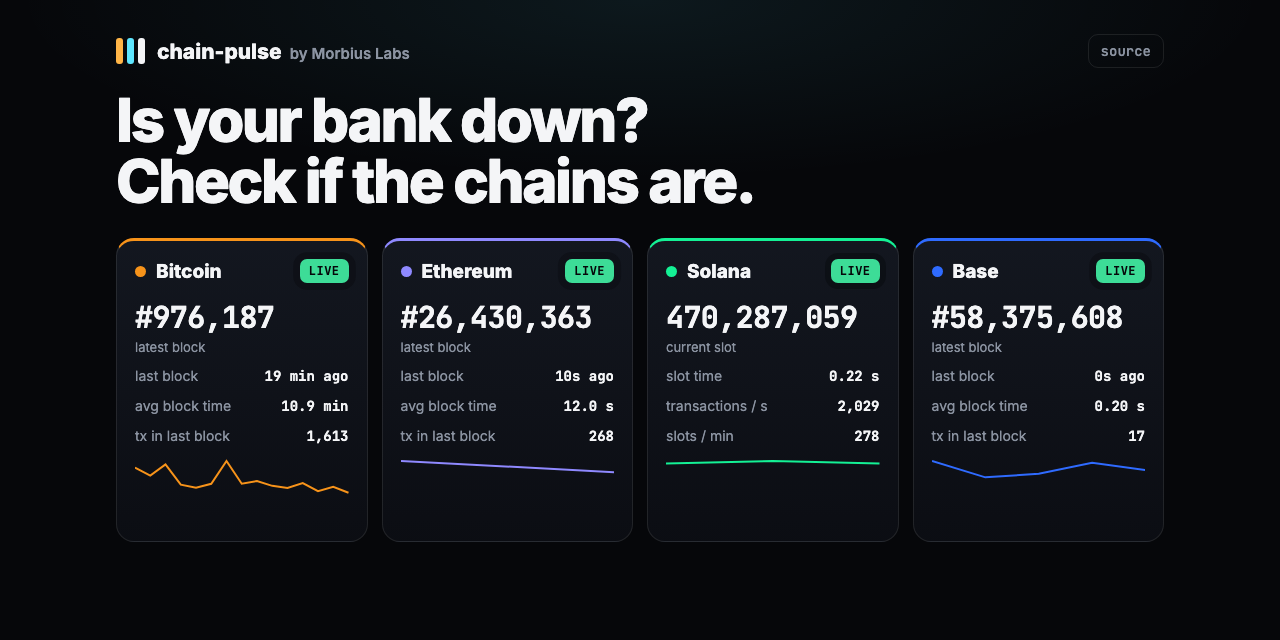 chain-pulse by Morbius Labs
source
Is your bank down?
Check if the chains are.
Bitcoin LIVE
#976,187
latest block
last block 19 min ago
avg block time 10.9 min
tx in last block 1,613
Ethereum LIVE
#26,430,363
latest block
last block 10s ago
avg block time 12.0 s
tx in last block 268
Solana LIVE
470,287,059
current slot
slot time 0.22 s
transactions / s 2,029
slots / min 278
Base LIVE
#58,375,608
latest block
last block 0s ago
avg block time 0.20 s
tx in last block 17